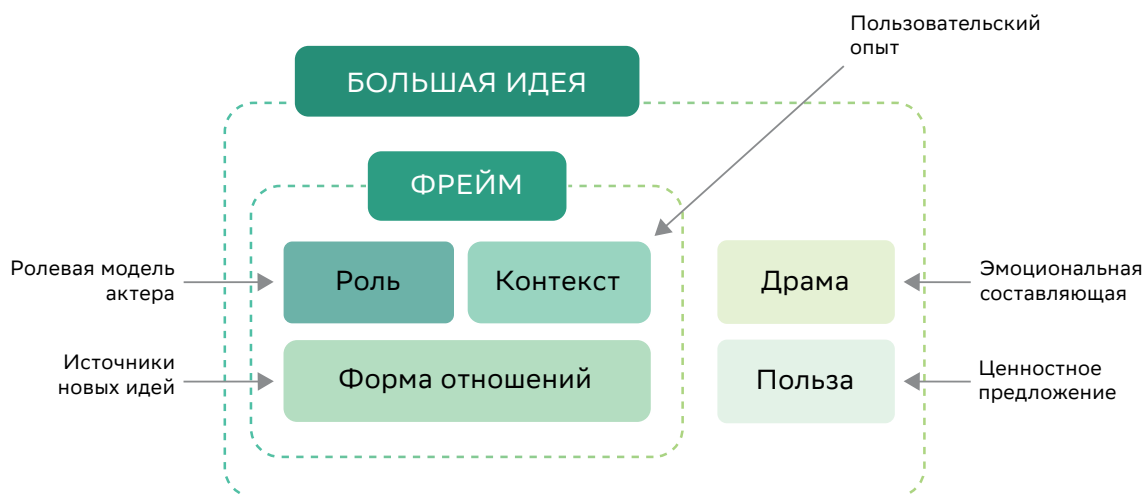 Пользовательский
опыт
БОЛЬШАЯ ИДЕЯ
ФРЕЙМ
Ролевая модель
актера
Роль
Контекст
Драма
Эмоциональная
составляющая
Источники
новых идей
Форма отношений
Польза
Ценностное
предложение